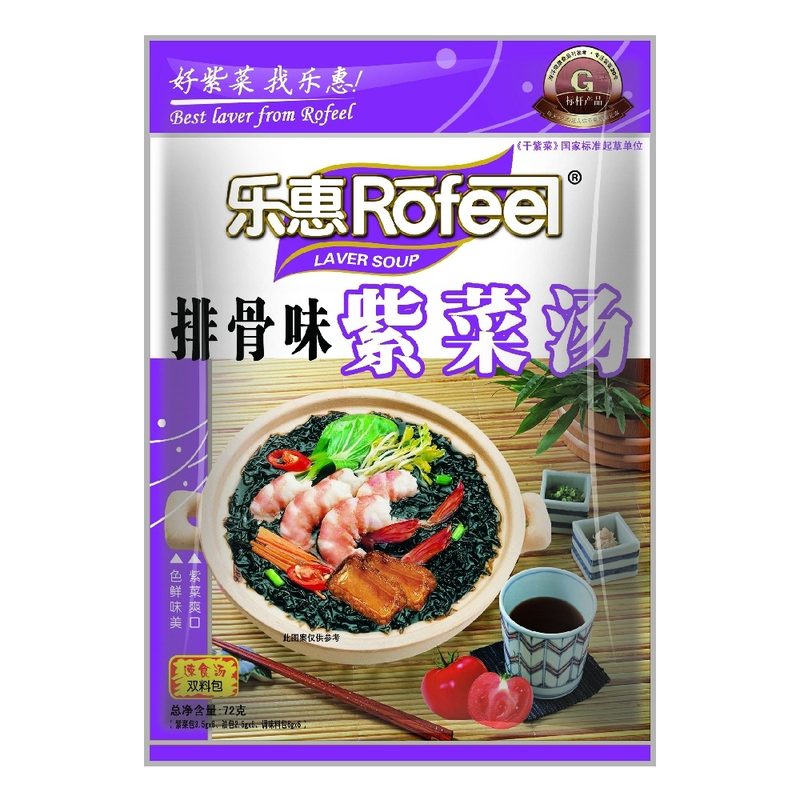 好紫菜 我乐惠!
Best laver from Rofeel
G
标杆产品
《干紫菜》国家标准起草单位
乐惠Rofeel®
LAVER SOUP
排骨味紫菜汤
紫菜爽口
色鲜味美
此图案仅供参考
速食汤
双料包
总净含量:72克